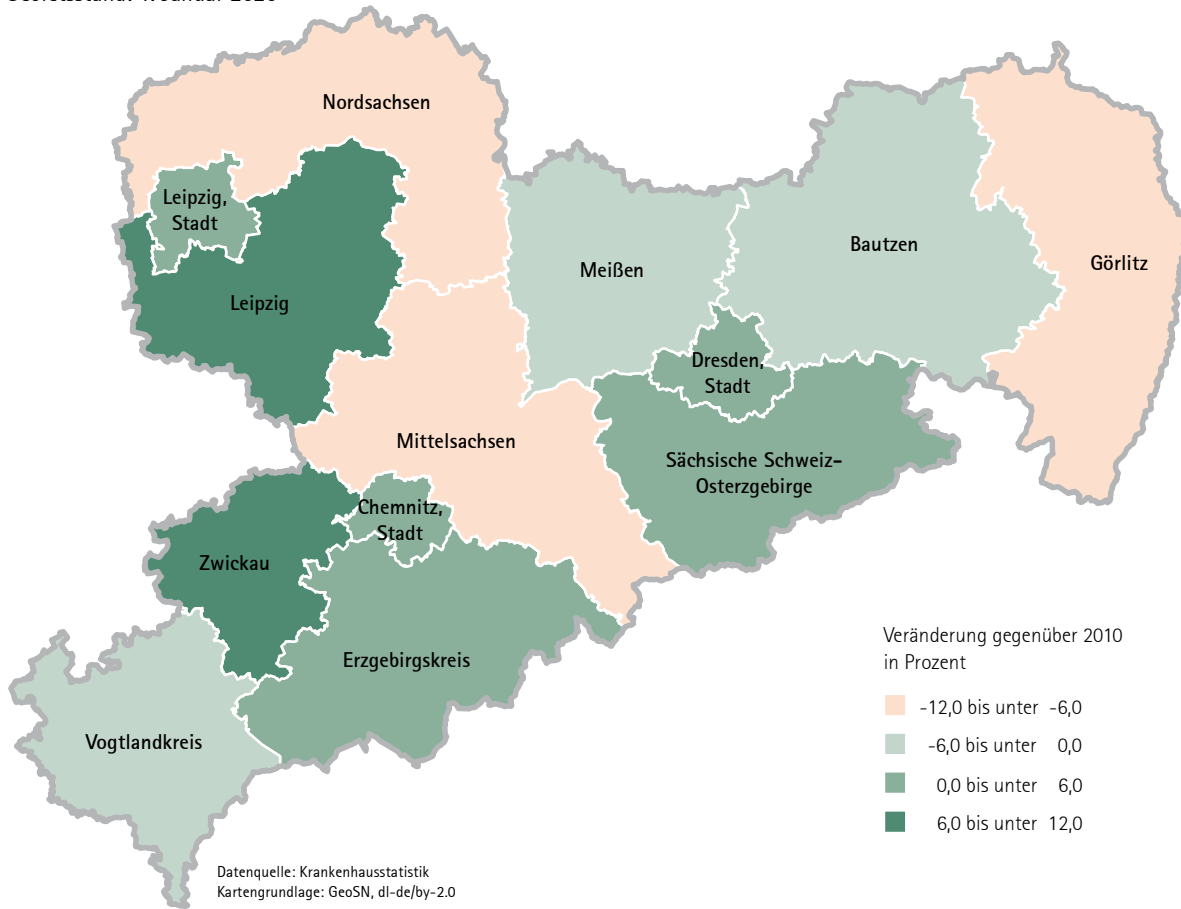 Nordsachsen
Leipzig,
Stadt
Leipzig
Meißen
Bautzen
Görlitz
Dresden,
Stadt
Mittelsachsen
Sächsische Schweiz-
Osterzgebirge
Chemnitz,
Stadt
Zwickau
Erzgebirgskreis
Vogtlandkreis
Veränderung gegenüber 2010
in Prozent
-12,0 bis unter -6,0
-6,0 bis unter 0,0
0,0 bis unter 6,0
6,0 bis unter 12,0
Datenquelle: Krankenhausstatistik
Kartengrundlage: GeoSN, dl-de/by-2.0